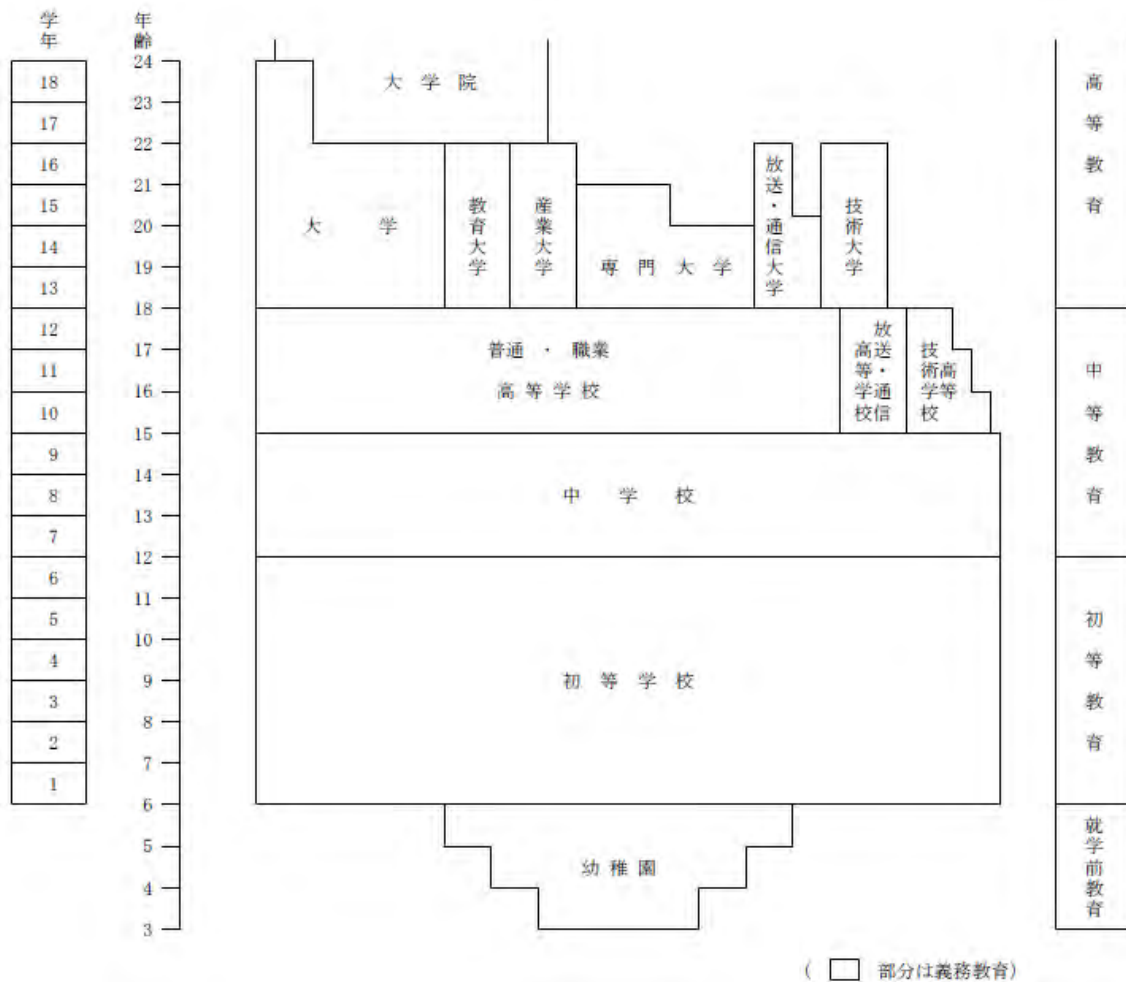 学年
年齢
18
17
16
15
14
13
12
11
10
9
8
7
6
5
4
3
2
1
24
23
22
21
20
19
18
17
16
15
14
13
12
11
10
9
8
7
6
5
4
3
大学院
大学
教育大学
産業大学
専門大学
放送・通信大学
技術大学
普通・職業
高等学校
放送・通信
高等学校
技術高等
学校
中学校
初等学校
幼稚園
高等教育
中等教育
初等教育
就学前教育
( 部分は義務教育)